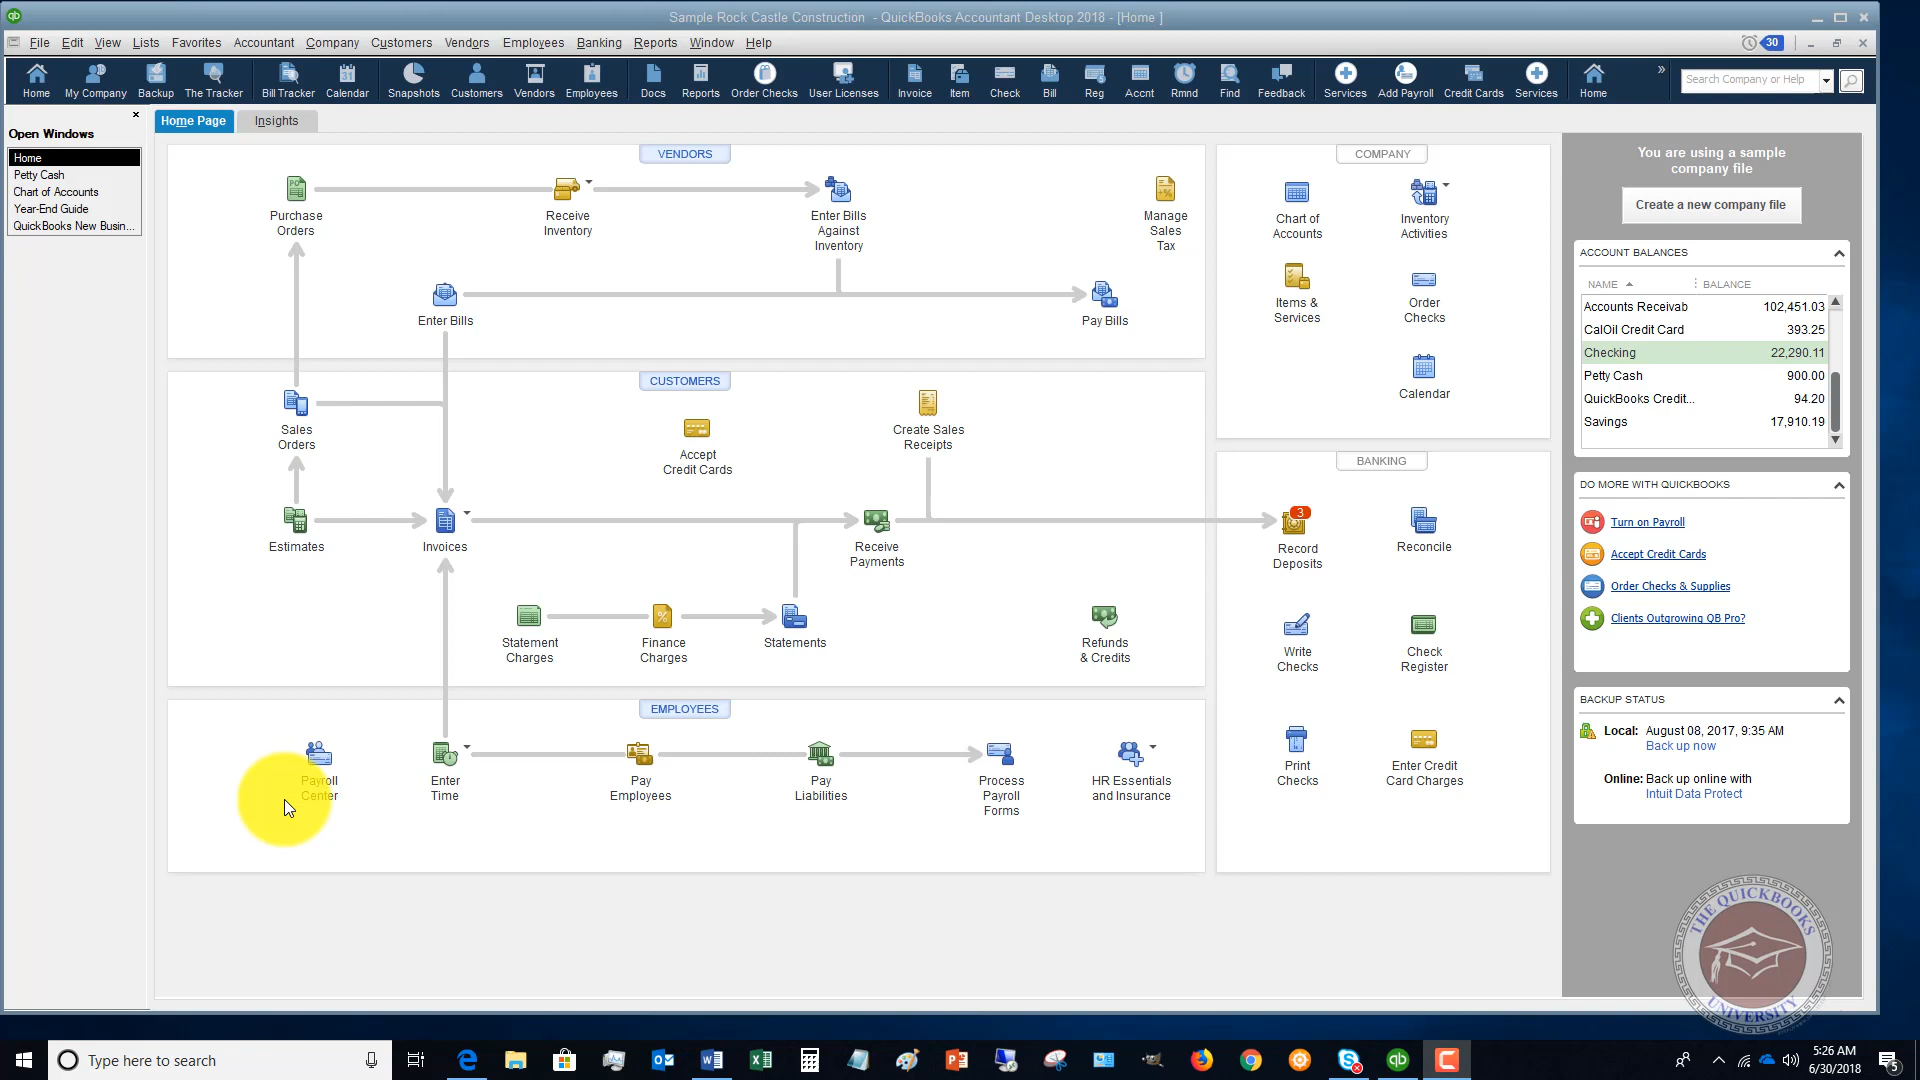 Sample Rock Castle Construction - QuickBooks Accountant Desktop 2018 - [Home ]
File Edit View Lists Favorites Accountant Company Customers Vendors Employees Banking Reports Window Help
30
Home My Company Backup The Tracker Bill Tracker Calendar Snapshots Customers Vendors Employees Docs Reports Order Checks User Licenses Invoice Item Check Bill Reg Accnt Rmnd Find Feedback Services Add Payroll Credit Cards Services Home
Search Company or Help
Open Windows
Home
Petty Cash
Chart of Accounts
Year-End Guide
QuickBooks New Busin...
Home Page
Insights
VENDORS
Purchase
Orders
Receive
Inventory
Enter Bills
Against
Inventory
Manage
Sales
Tax
Enter Bills
Pay Bills
CUSTOMERS
Sales
Orders
Accept
Credit Cards
Create Sales
Receipts
Estimates
Invoices
Receive
Payments
Statement
Charges
Finance
Charges
Statements
Refunds
& Credits
EMPLOYEES
Payroll
Center
Enter
Time
Pay
Employees
Pay
Liabilities
Process
Payroll
Forms
HR Essentials
and Insurance
COMPANY
Chart of
Accounts
Inventory
Activities
Items &
Services
Order
Checks
Calendar
BANKING
3
Record
Deposits
Reconcile
Write
Checks
Check
Register
Print
Checks
Enter Credit
Card Charges
You are using a sample
company file
Create a new company file
ACCOUNT BALANCES
NAME BALANCE
Accounts Receivab 102,451.03
CalOil Credit Card 393.25
Checking 22,290.11
Petty Cash 900.00
QuickBooks Credit... 94.20
Savings 17,910.19
DO MORE WITH QUICKBOOKS
Turn on Payroll
Accept Credit Cards
Order Checks & Supplies
Clients Outgrowing QB Pro?
BACKUP STATUS
Local: August 08, 2017, 9:35 AM
Back up now
Online: Back up online with
Intuit Data Protect
THE QUICKBOOKS
UNIVERSITY
Type here to search
5:26 AM
6/30/2018
5